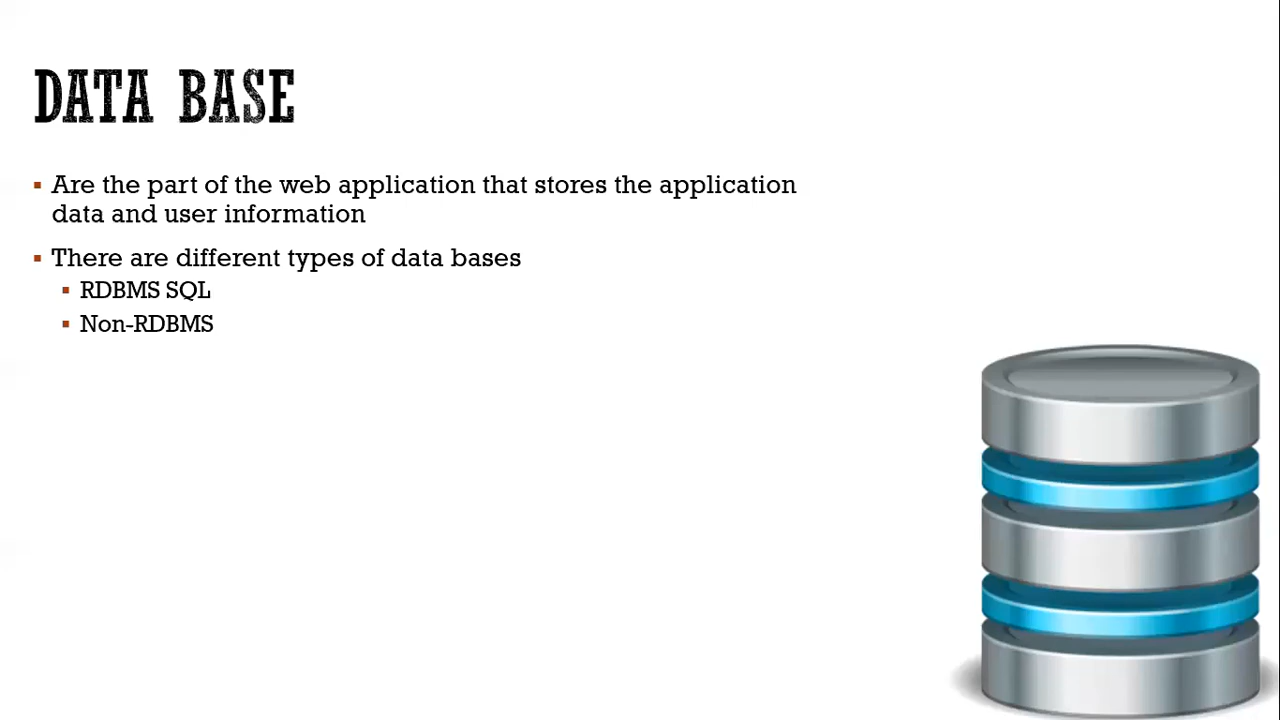 DATA BASE
Are the part of the web application that stores the application
data and user information
There are different types of data bases
RDBMS SQL
Non-RDBMS